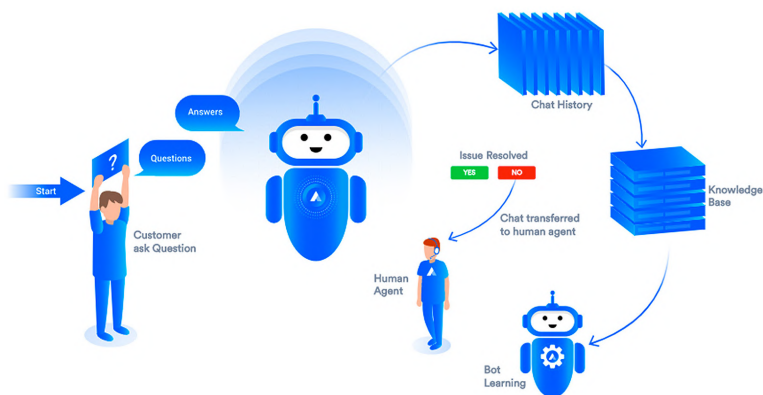 Start
?
Questions
Answers
Customer
ask Question
Chat History
Issue Resolved
YES
NO
Chat transferred
to human agent
Human
Agent
Knowledge
Base
Bot
Learning